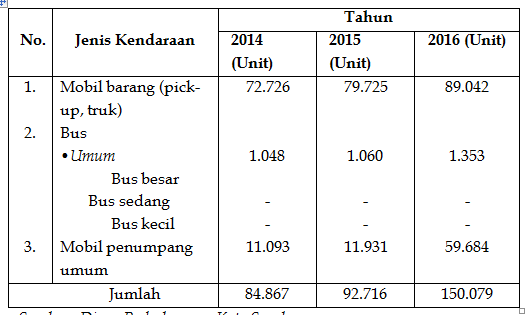 No. Jenis Kendaraan Tahun
2014 (Unit) 2015 (Unit) 2016 (Unit)
1. Mobil barang (pick-up, truk) 72.726 79.725 89.042
2. Bus
•Umum 1.048 1.060 1.353
Bus besar
Bus sedang - - -
Bus kecil - - -
3. Mobil penumpang umum 11.093 11.931 59.684
Jumlah 84.867 92.716 150.079